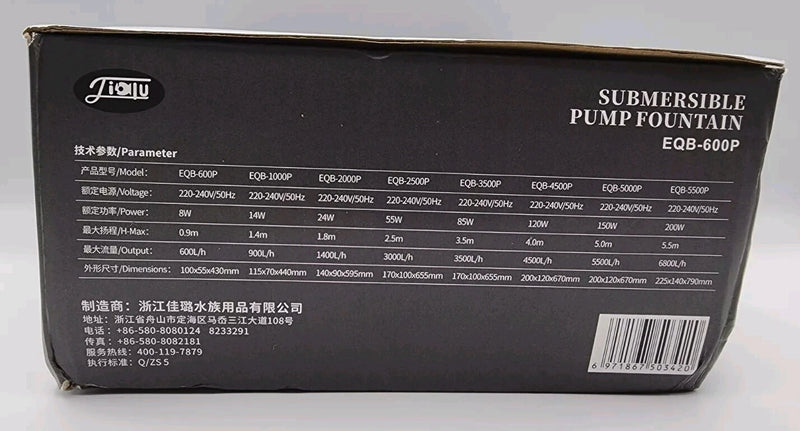 Jialu
SUBMERSIBLE
PUMP FOUNTAIN
EQB-600P
技术参数/Parameter
产品型号/Model: EQB-600P EQB-1000P EQB-2000P EQB-2500P EQB-3500P EQB-4500P EQB-5000P EQB-5500P
额定电源/Voltage: 220-240V/50Hz 220-240V/50Hz 220-240V/50Hz 220-240V/50Hz 220-240V/50Hz 220-240V/50Hz 220-240V/50Hz 220-240V/50Hz
额定功率/Power: 8W 14W 24W 55W 85W 120W 150W 200W
最大扬程/H-Max: 0.9m 1.4m 1.8m 2.5m 3.5m 4.0m 5.0m 5.5m
最大流量/Output: 600L/h 900L/h 1400L/h 3000L/h 3500L/h 4500L/h 5500L/h 6800L/h
外形尺寸/Dimensions: 100x55x430mm 115x70x440mm 140x90x595mm 170x100x655mm 170x100x655mm 200x120x670mm 200x120x670mm 225x140x790mm
制造商：浙江佳璐水族用品有限公司
地址：浙江省舟山市定海区马岙三江大道108号
电话：+86-580-8080124 8233291
传真：+86-580-8082181
服务热线：400-119-7879
执行标准：Q/ZS 5
6 971867 503420